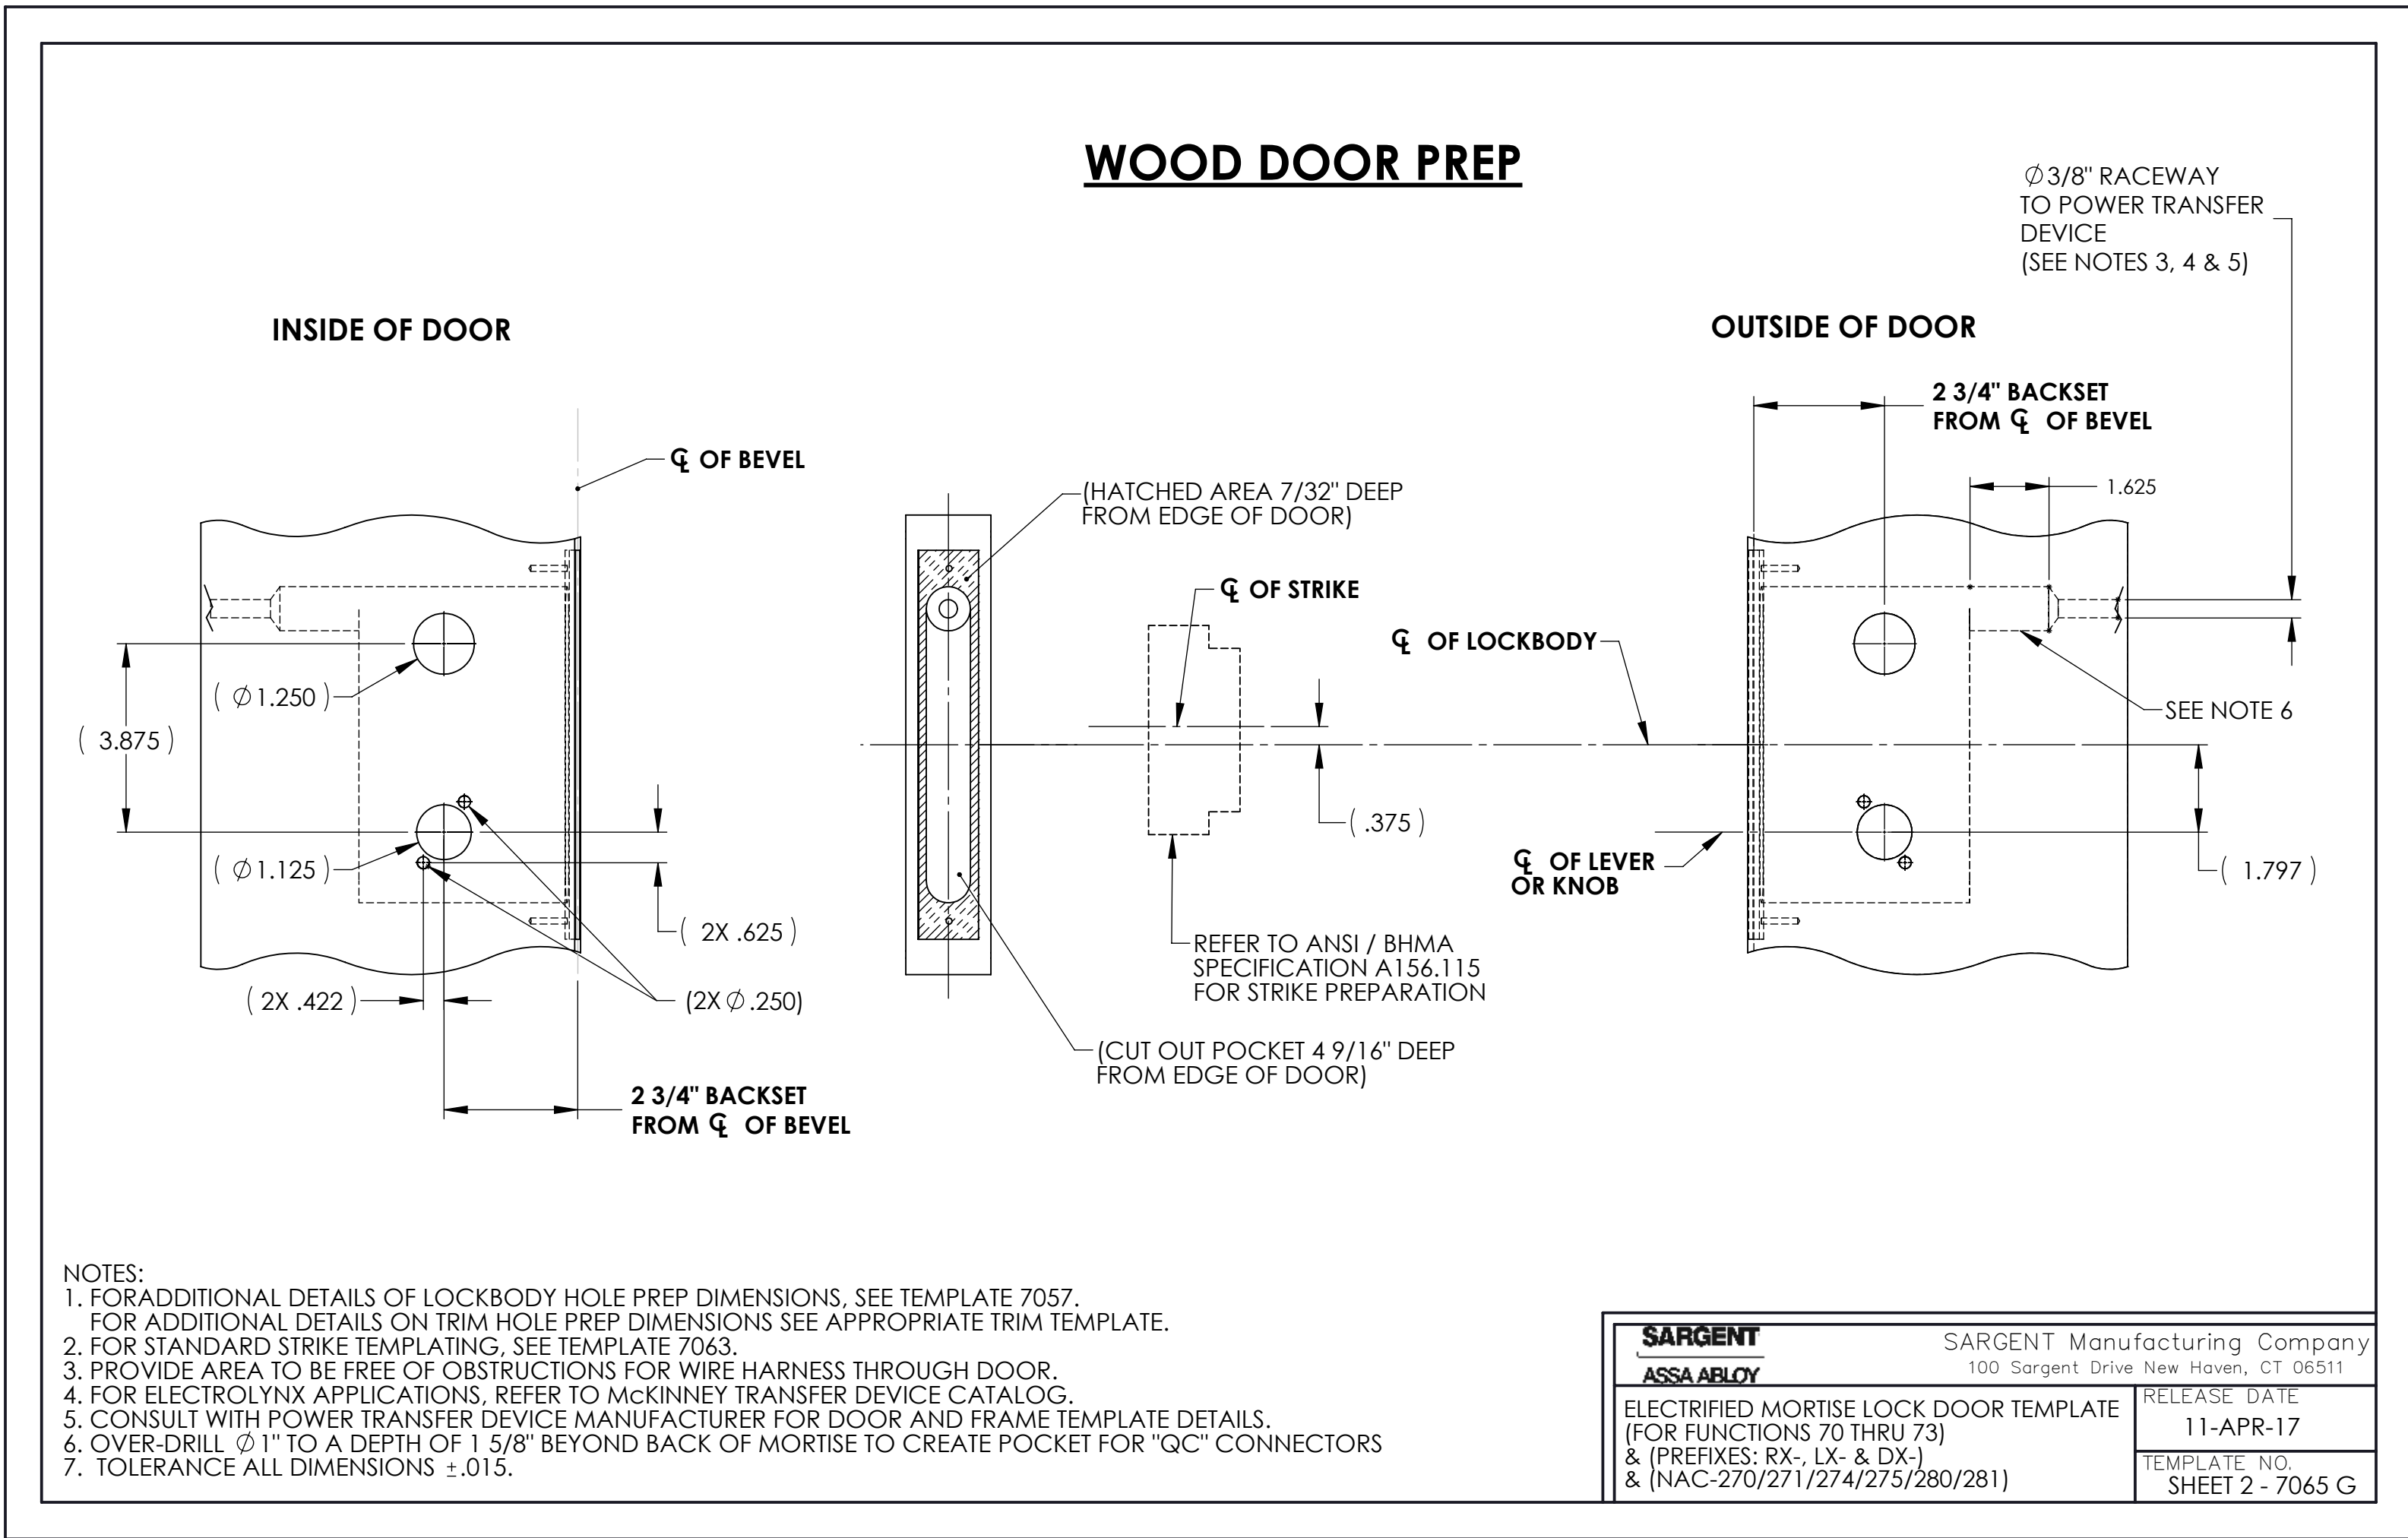 WOOD DOOR PREP
∅3/8" RACEWAY
TO POWER TRANSFER
DEVICE
(SEE NOTES 3, 4 & 5)
INSIDE OF DOOR
OUTSIDE OF DOOR
2 3/4" BACKSET
FROM ℄ OF BEVEL
℄ OF BEVEL
(HATCHED AREA 7/32" DEEP
FROM EDGE OF DOOR)
1.625
℄ OF STRIKE
℄ OF LOCKBODY
( ∅1.250 )
SEE NOTE 6
( 3.875 )
( .375 )
( ∅1.125 )
℄ OF LEVER
OR KNOB
( 1.797 )
( 2X .625 )
REFER TO ANSI / BHMA
SPECIFICATION A156.115
FOR STRIKE PREPARATION
( 2X .422 )
(2X ∅ .250)
(CUT OUT POCKET 4 9/16" DEEP
FROM EDGE OF DOOR)
2 3/4" BACKSET
FROM ℄ OF BEVEL
NOTES:
1. FORADDITIONAL DETAILS OF LOCKBODY HOLE PREP DIMENSIONS, SEE TEMPLATE 7057.
FOR ADDITIONAL DETAILS ON TRIM HOLE PREP DIMENSIONS SEE APPROPRIATE TRIM TEMPLATE.
2. FOR STANDARD STRIKE TEMPLATING, SEE TEMPLATE 7063.
3. PROVIDE AREA TO BE FREE OF OBSTRUCTIONS FOR WIRE HARNESS THROUGH DOOR.
4. FOR ELECTROLYNX APPLICATIONS, REFER TO McKINNEY TRANSFER DEVICE CATALOG.
5. CONSULT WITH POWER TRANSFER DEVICE MANUFACTURER FOR DOOR AND FRAME TEMPLATE DETAILS.
6. OVER-DRILL ∅1" TO A DEPTH OF 1 5/8" BEYOND BACK OF MORTISE TO CREATE POCKET FOR "QC" CONNECTORS
7. TOLERANCE ALL DIMENSIONS ±.015.
SARGENT
ASSA ABLOY
SARGENT Manufacturing Company
100 Sargent Drive New Haven, CT 06511
ELECTRIFIED MORTISE LOCK DOOR TEMPLATE
(FOR FUNCTIONS 70 THRU 73)
& (PREFIXES: RX-, LX- & DX-)
& (NAC-270/271/274/275/280/281)
RELEASE DATE
11-APR-17
TEMPLATE NO.
SHEET 2 - 7065 G